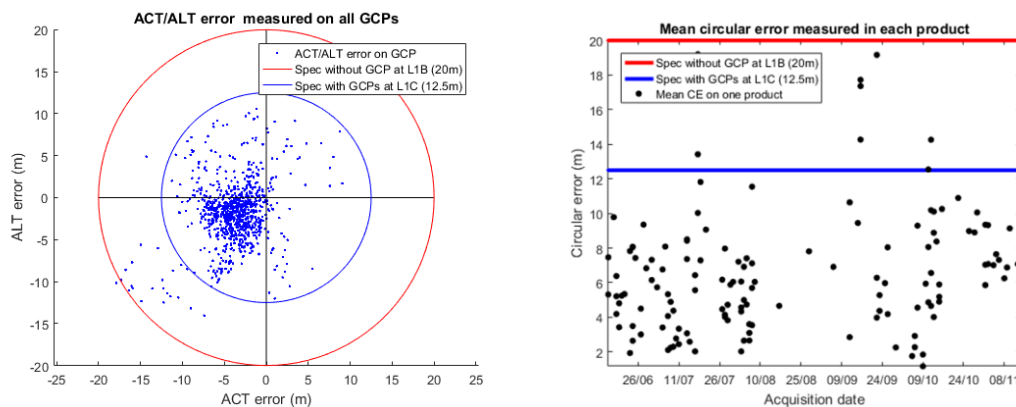 ACT/ALT error  measured on all GCPs
ALT error (m)
20
15
10
5
0
-5
-10
-15
-20
ACT/ALT error on GCP
Spec without GCP at L1B (20m)
Spec with GCPs at L1C (12.5m)
-25 -20 -15 -10 -5 0 5 10 15 20 25
ACT error (m)
Mean circular error measured in each product
Circular error (m)
20
18
16
14
12
10
8
6
4
2
Spec without GCP at L1B (20m)
Spec with GCPs at L1C (12.5m)
Mean CE on one product
26/06 11/07 26/07 10/08 25/08 09/09 24/09 09/10 24/10 08/11
Acquisition date